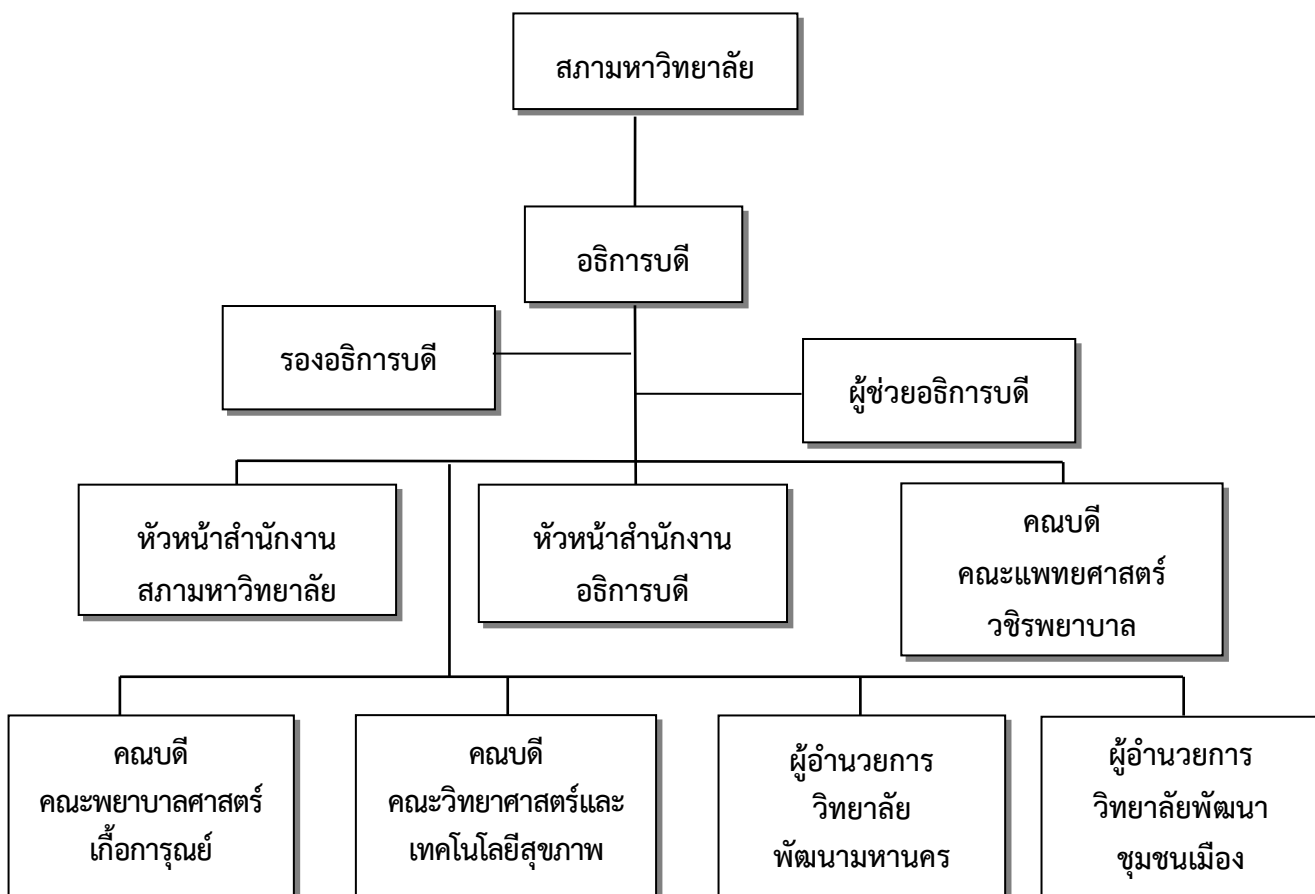 สภามหาวิทยาลัย
อธิการบดี
รองอธิการบดี
ผู้ช่วยอธิการบดี
หัวหน้าสำนักงาน
สภามหาวิทยาลัย
หัวหน้าสำนักงาน
อธิการบดี
คณบดี
คณะแพทยศาสตร์
วชิรพยาบาล
คณบดี
คณะพยาบาลศาสตร์
เกื้อการุณย์
คณบดี
คณะวิทยาศาสตร์และ
เทคโนโลยีสุขภาพ
ผู้อำนวยการ
วิทยาลัย
พัฒนามหานคร
ผู้อำนวยการ
วิทยาลัยพัฒนา
ชุมชนเมือง